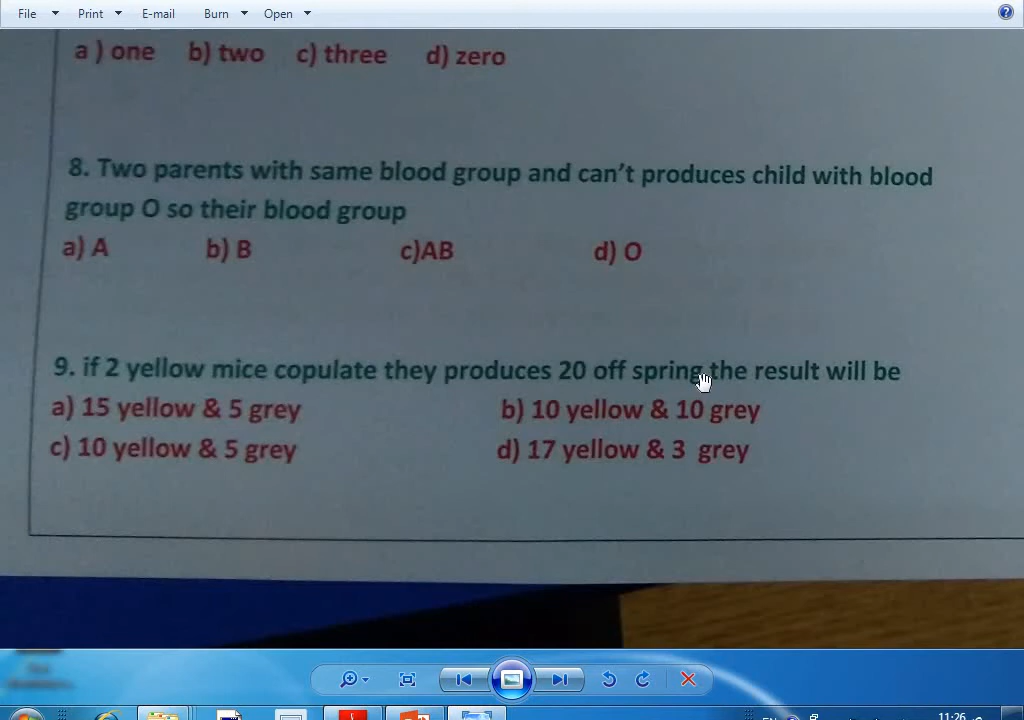 File Print E-mail Burn Open
a ) one b) two c) three d) zero
8. Two parents with same blood group and can't produces child with blood
group O so their blood group
a) A b) B c)AB d) O
9. if 2 yellow mice copulate they produces 20 off spring the result will be
a) 15 yellow & 5 grey b) 10 yellow & 10 grey
c) 10 yellow & 5 grey d) 17 yellow & 3 grey
11:26